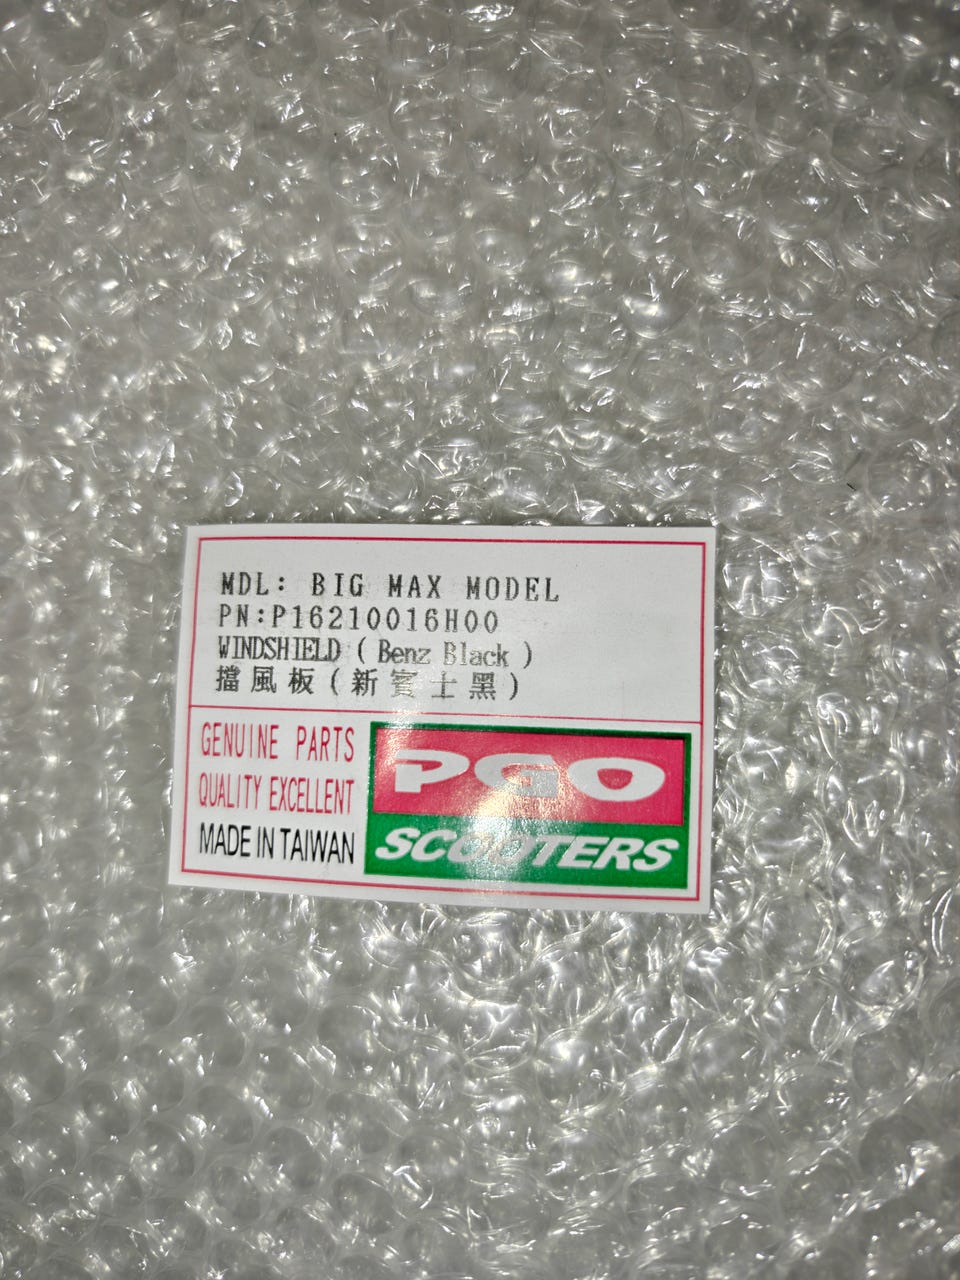 MDL: BIG MAX MODEL
PN:P16210016H00
WINDSHIELD ( Benz Black )
擋風板(新賓士黑)
GENUINE PARTS
QUALITY EXCELLENT
MADE IN TAIWAN
PGO
SCOOTERS